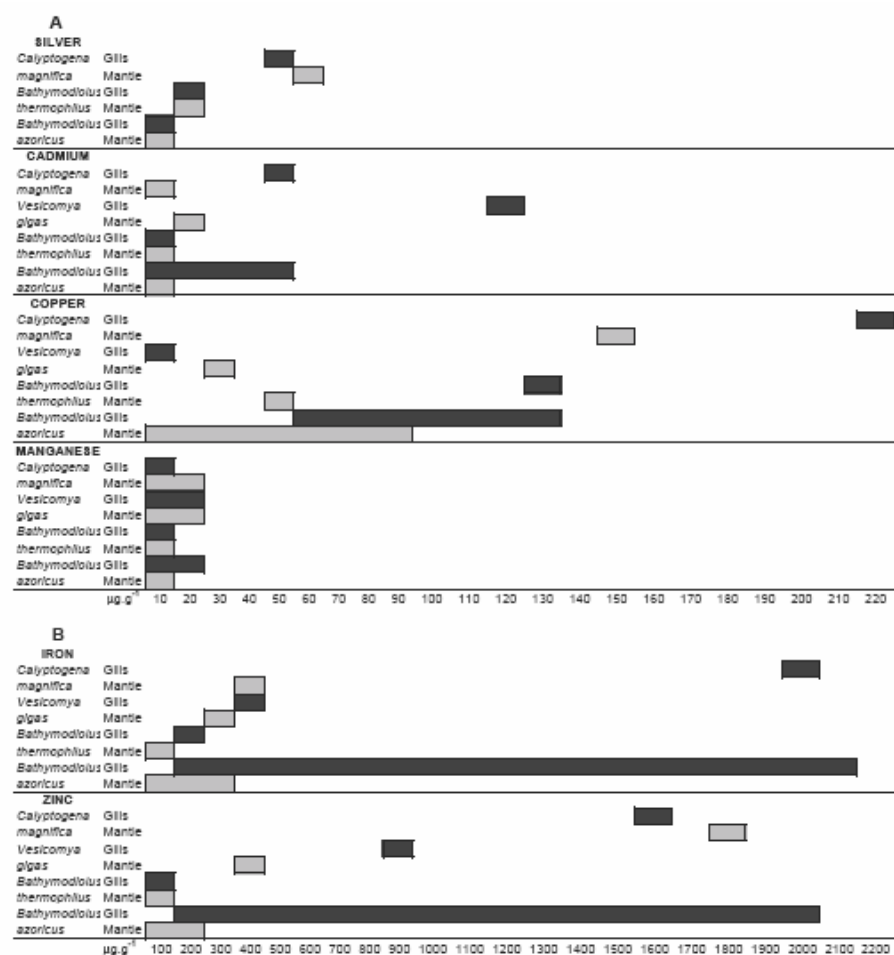 A
SILVER
Calyptogena Gills
magnifica Mantle
Bathymodiolus Gills
thermophilus Mantle
Bathymodiolus Gills
azoricus Mantle
CADMIUM
Calyptogena Gills
magnifica Mantle
Vesicomya Gills
gigas Mantle
Bathymodiolus Gills
thermophilus Mantle
Bathymodiolus Gills
azoricus Mantle
COPPER
Calyptogena Gills
magnifica Mantle
Vesicomya Gills
gigas Mantle
Bathymodiolus Gills
thermophilus Mantle
Bathymodiolus Gills
azoricus Mantle
MANGANESE
Calyptogena Gills
magnifica Mantle
Vesicomya Gills
gigas Mantle
Bathymodiolus Gills
thermophilus Mantle
Bathymodiolus Gills
azoricus Mantle
µg.g⁻¹ 10 20 30 40 50 60 70 80 90 100 110 120 130 140 150 160 170 180 190 200 210 220
B
IRON
Calyptogena Gills
magnifica Mantle
Vesicomya Gills
gigas Mantle
Bathymodiolus Gills
thermophilus Mantle
Bathymodiolus Gills
azoricus Mantle
ZINC
Calyptogena Gills
magnifica Mantle
Vesicomya Gills
gigas Mantle
Bathymodiolus Gills
thermophilus Mantle
Bathymodiolus Gills
azoricus Mantle
µg.g⁻¹ 100 200 300 400 500 600 700 800 900 1000 1100 1200 1300 1400 1500 1600 1700 1800 1900 2000 2100 2200